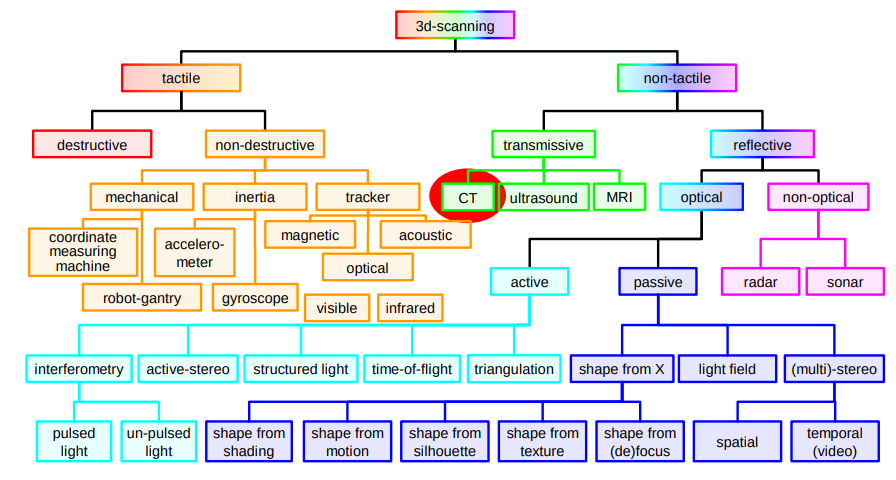 3d-scanning
tactile
non-tactile
destructive
non-destructive
transmissive
reflective
mechanical
inertia
tracker
CT
ultrasound
MRI
optical
non-optical
coordinate
measuring
machine
accelero-
meter
magnetic
acoustic
optical
robot-gantry
gyroscope
visible
infrared
active
passive
radar
sonar
interferometry
active-stereo
structured light
time-of-flight
triangulation
shape from X
light field
(multi)-stereo
pulsed
light
un-pulsed
light
shape from
shading
shape from
motion
shape from
silhouette
shape from
texture
shape from
(de)focus
spatial
temporal
(video)